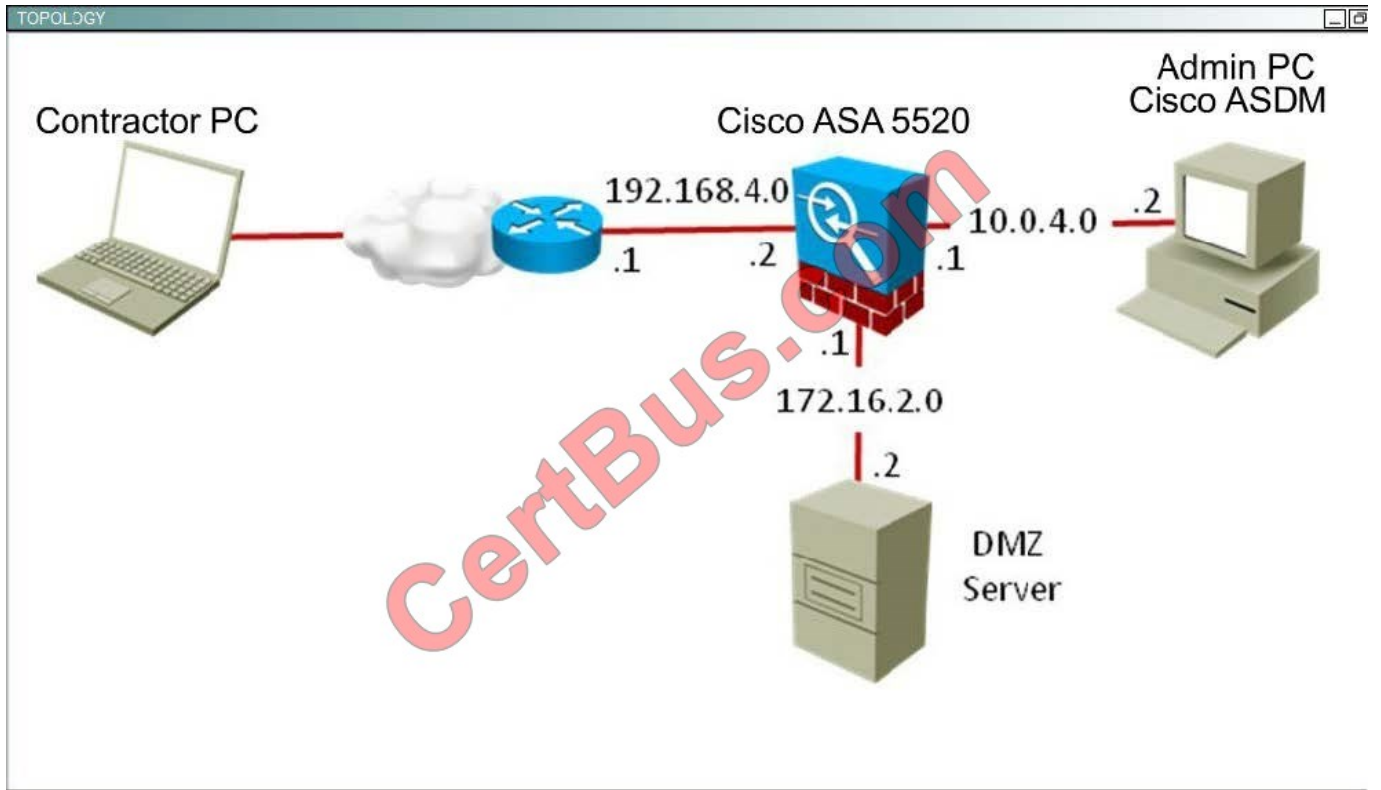 TOPOLOGY
Contractor PC
Cisco ASA 5520
Admin PC
Cisco ASDM
192.168.4.0
.1
.2
10.0.4.0
.1
.2
.1
172.16.2.0
.2
DMZ
Server
CertBus.com